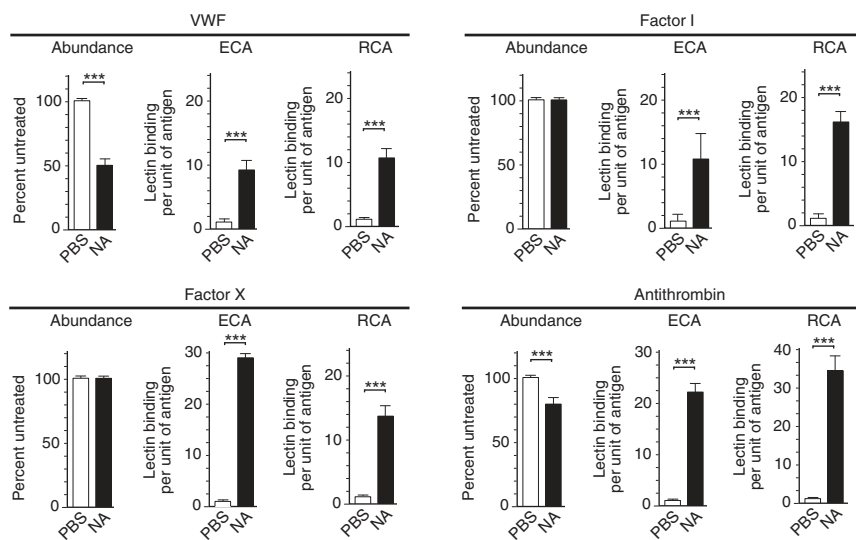 VWF
Abundance ECA RCA
Percent untreated
100
50
0
***
PBS NA
Lectin binding
per unit of antigen
20
10
0
***
PBS NA
Lectin binding
per unit of antigen
20
10
0
***
PBS NA
Factor I
Abundance ECA RCA
Percent untreated
100
50
0
PBS NA
Lectin binding
per unit of antigen
20
10
0
***
PBS NA
Lectin binding
per unit of antigen
20
10
0
***
PBS NA
Factor X
Abundance ECA RCA
Percent untreated
100
50
0
PBS NA
Lectin binding
per unit of antigen
30
20
10
0
***
PBS NA
Lectin binding
per unit of antigen
20
10
0
***
PBS NA
Antithrombin
Abundance ECA RCA
Percent untreated
100
50
0
***
PBS NA
Lectin binding
per unit of antigen
30
20
10
0
***
PBS NA
Lectin binding
per unit of antigen
40
30
20
10
0
***
PBS NA